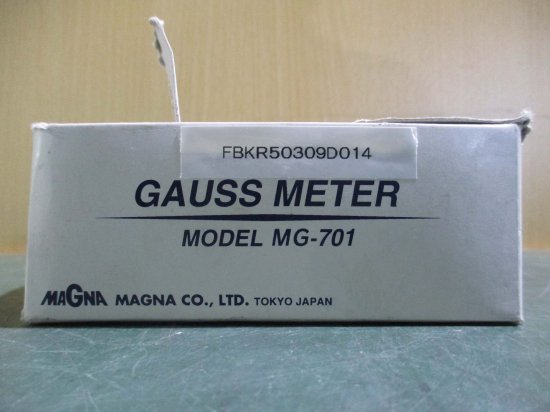 FBKR50309D014
GAUSS METER
MODEL MG-701
MAGNA MAGNA CO., LTD. TOKYO JAPAN